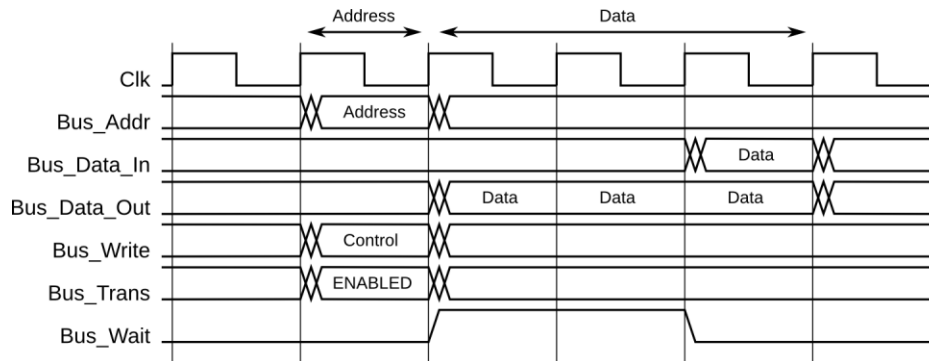 Address Data
Clk
Bus_Addr Address
Bus_Data_In Data
Bus_Data_Out Data Data Data
Bus_Write Control
Bus_Trans ENABLED
Bus_Wait